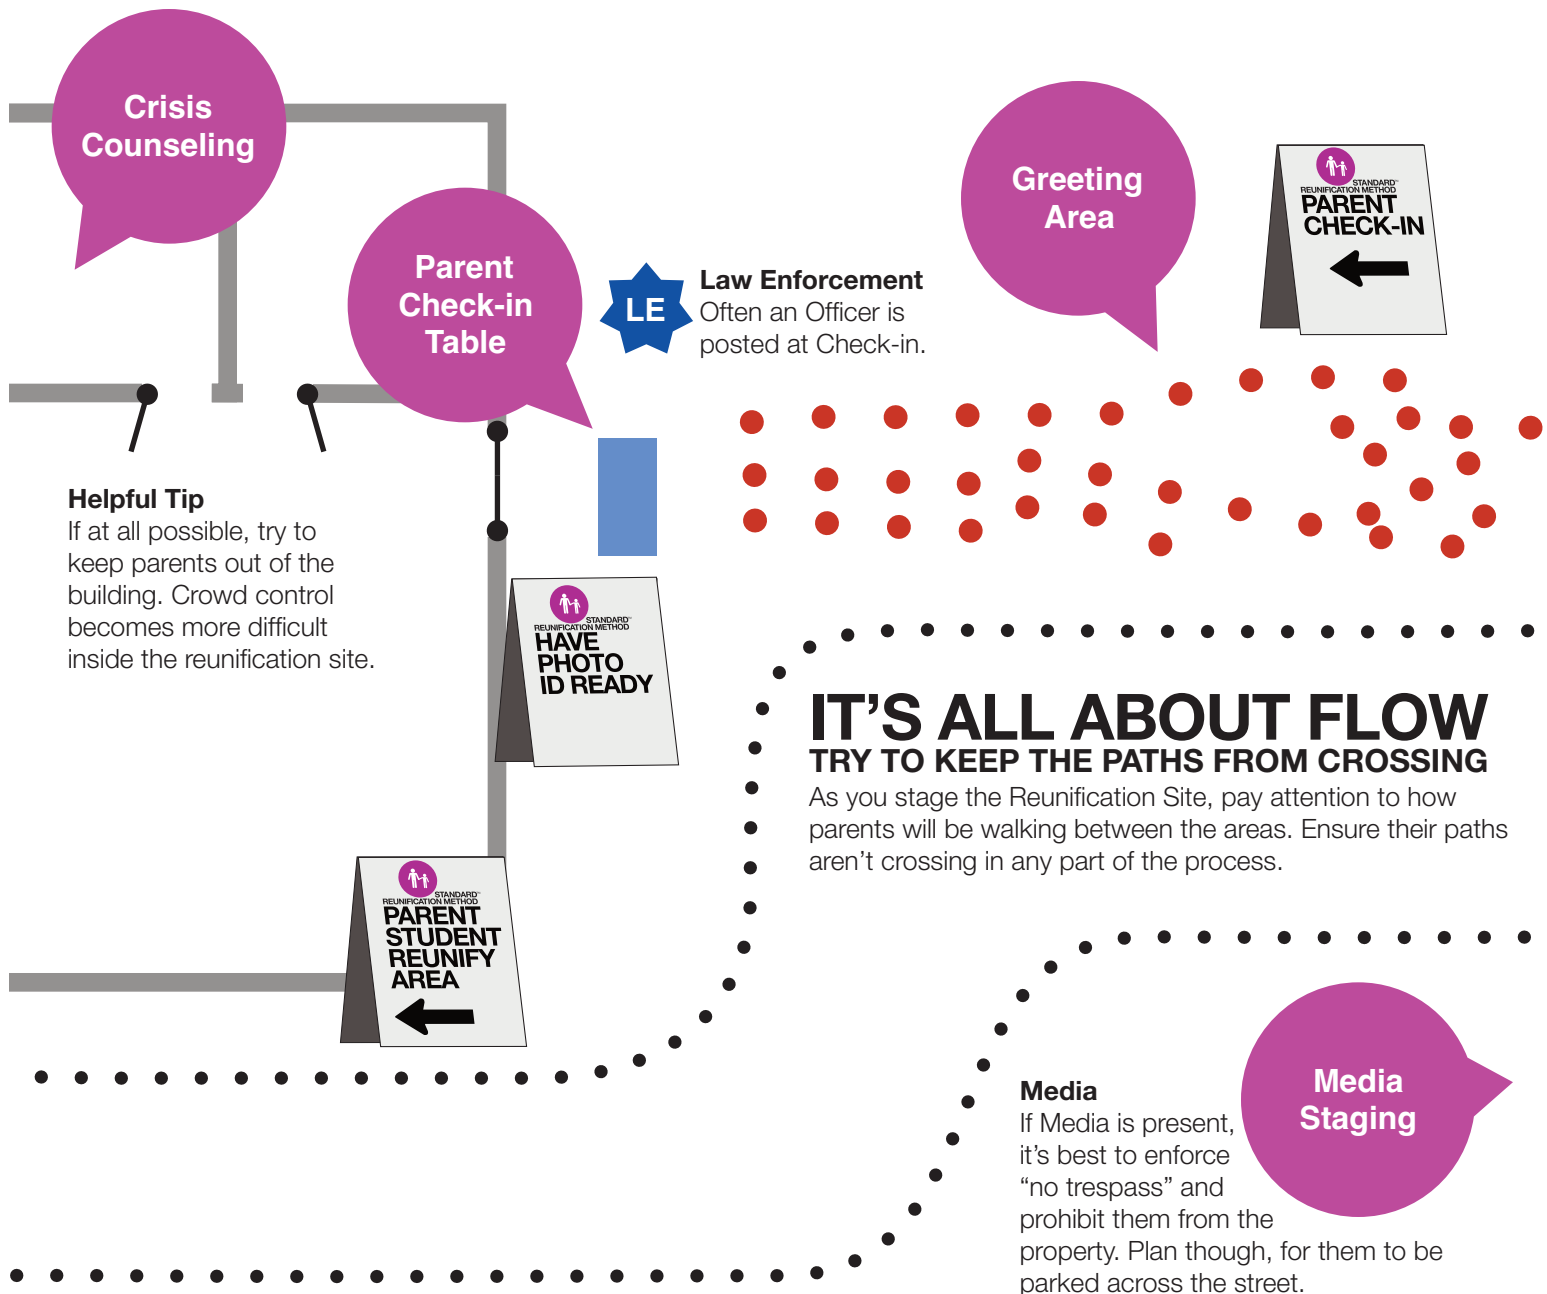 Crisis
Counseling
Greeting
Area
STANDARD™
REUNIFICATION METHOD
PARENT
CHECK-IN
Parent
Check-in
Table
LE
Law Enforcement
Often an Officer is
posted at Check-in.
Helpful Tip
If at all possible, try to
keep parents out of the
building. Crowd control
becomes more difficult
inside the reunification site.
STANDARD™
REUNIFICATION METHOD
HAVE
PHOTO
ID READY
IT’S ALL ABOUT FLOW
TRY TO KEEP THE PATHS FROM CROSSING
As you stage the Reunification Site, pay attention to how
parents will be walking between the areas. Ensure their paths
aren’t crossing in any part of the process.
STANDARD™
REUNIFICATION METHOD
PARENT
STUDENT
REUNIFY
AREA
Media
Staging
Media
If Media is present,
it’s best to enforce
“no trespass” and
prohibit them from the
property. Plan though, for them to be
parked across the street.